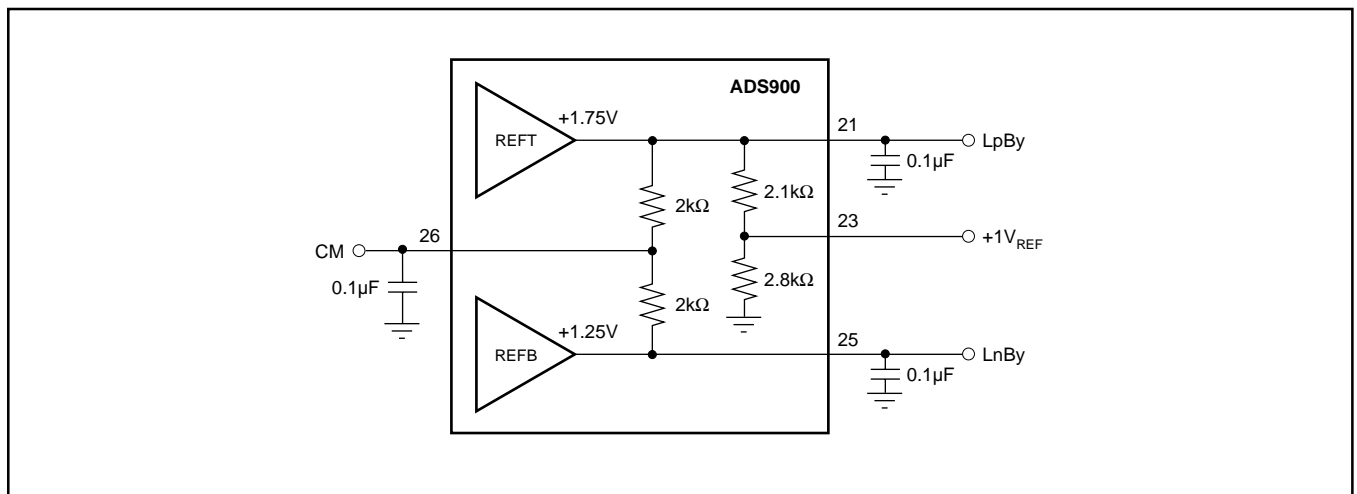 ADS900
+1.75V
REFT
21
LpBy
0.1µF
2kΩ
2.1kΩ
23
+1VREF
26
CM
0.1µF
2kΩ
2.8kΩ
+1.25V
REFB
25
LnBy
0.1µF